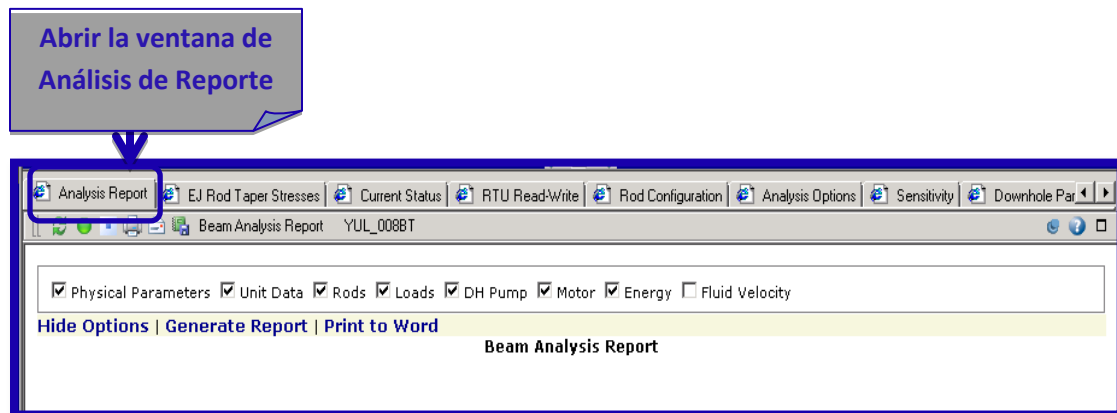 Abrir la ventana de
Análisis de Reporte
Analysis Report EJ Rod Taper Stresses Current Status RTU Read-Write Rod Configuration Analysis Options Sensitivity Downhole Par
Beam Analysis Report YUL_008BT
Physical Parameters Unit Data Rods Loads DH Pump Motor Energy Fluid Velocity
Hide Options | Generate Report | Print to Word
Beam Analysis Report